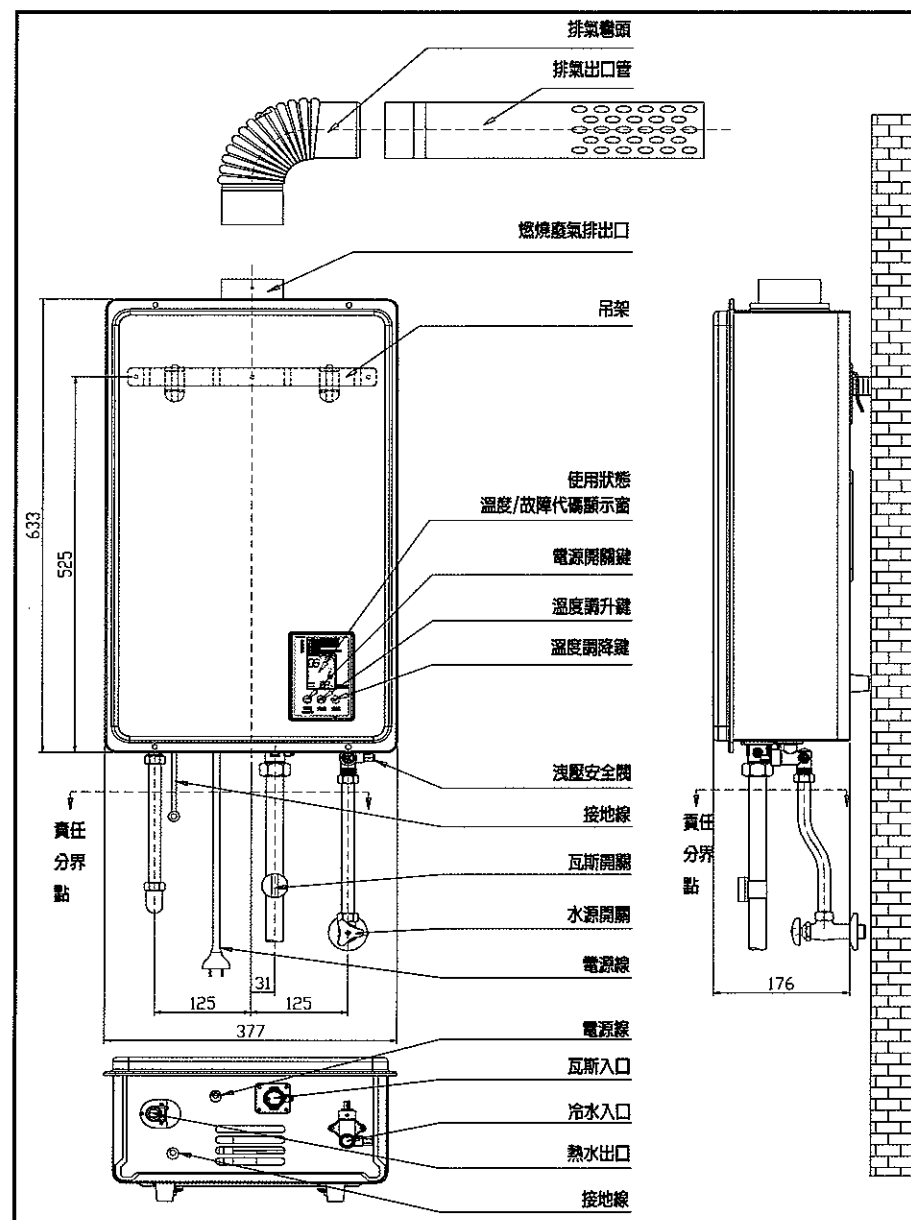 排氣彎頭
排氣出口管
燃燒廢氣排出口
吊架
使用狀態
溫度/故障代碼顯示窗
電源開關鍵
溫度調升鍵
溫度調降鍵
633
525
洩壓安全閥
接地線
瓦斯開關
水源開關
電源線
責任
分界
點
責任
分界
點
31
125
125
377
176
電源線
瓦斯入口
冷水入口
熱水出口
接地線